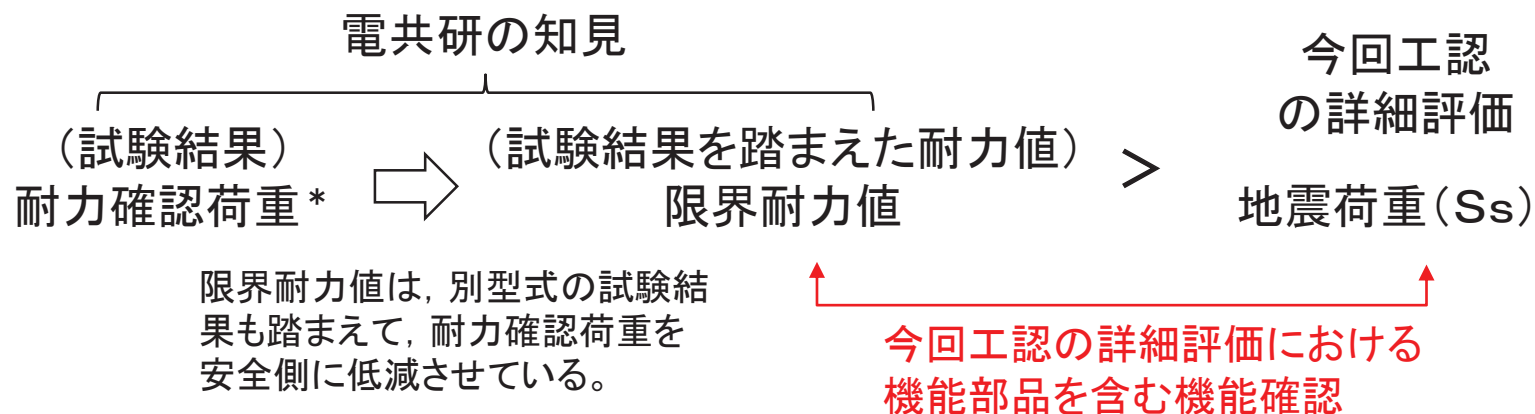 電共研の知見
(試験結果)
耐力確認荷重*
(試験結果を踏まえた耐力値)
限界耐力値
>
今回工認
の詳細評価
地震荷重(Ss)
限界耐力値は,別型式の試験結
果も踏まえて,耐力確認荷重を
安全側に低減させている。
今回工認の詳細評価における
機能部品を含む機能確認